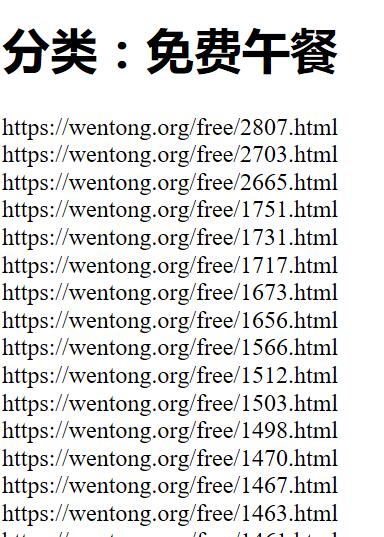 分类：免费午餐
https://wentong.org/free/2807.html
https://wentong.org/free/2703.html
https://wentong.org/free/2665.html
https://wentong.org/free/1751.html
https://wentong.org/free/1731.html
https://wentong.org/free/1717.html
https://wentong.org/free/1673.html
https://wentong.org/free/1656.html
https://wentong.org/free/1566.html
https://wentong.org/free/1512.html
https://wentong.org/free/1503.html
https://wentong.org/free/1498.html
https://wentong.org/free/1470.html
https://wentong.org/free/1467.html
https://wentong.org/free/1463.html